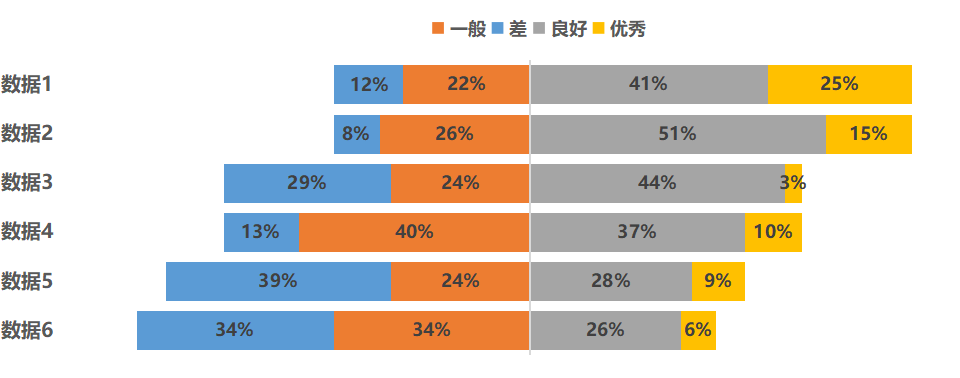 一般 差 良好 优秀
数据1 12% 22% 41% 25%
数据2 8% 26% 51% 15%
数据3 29% 24% 44% 3%
数据4 13% 40% 37% 10%
数据5 39% 24% 28% 9%
数据6 34% 34% 26% 6%